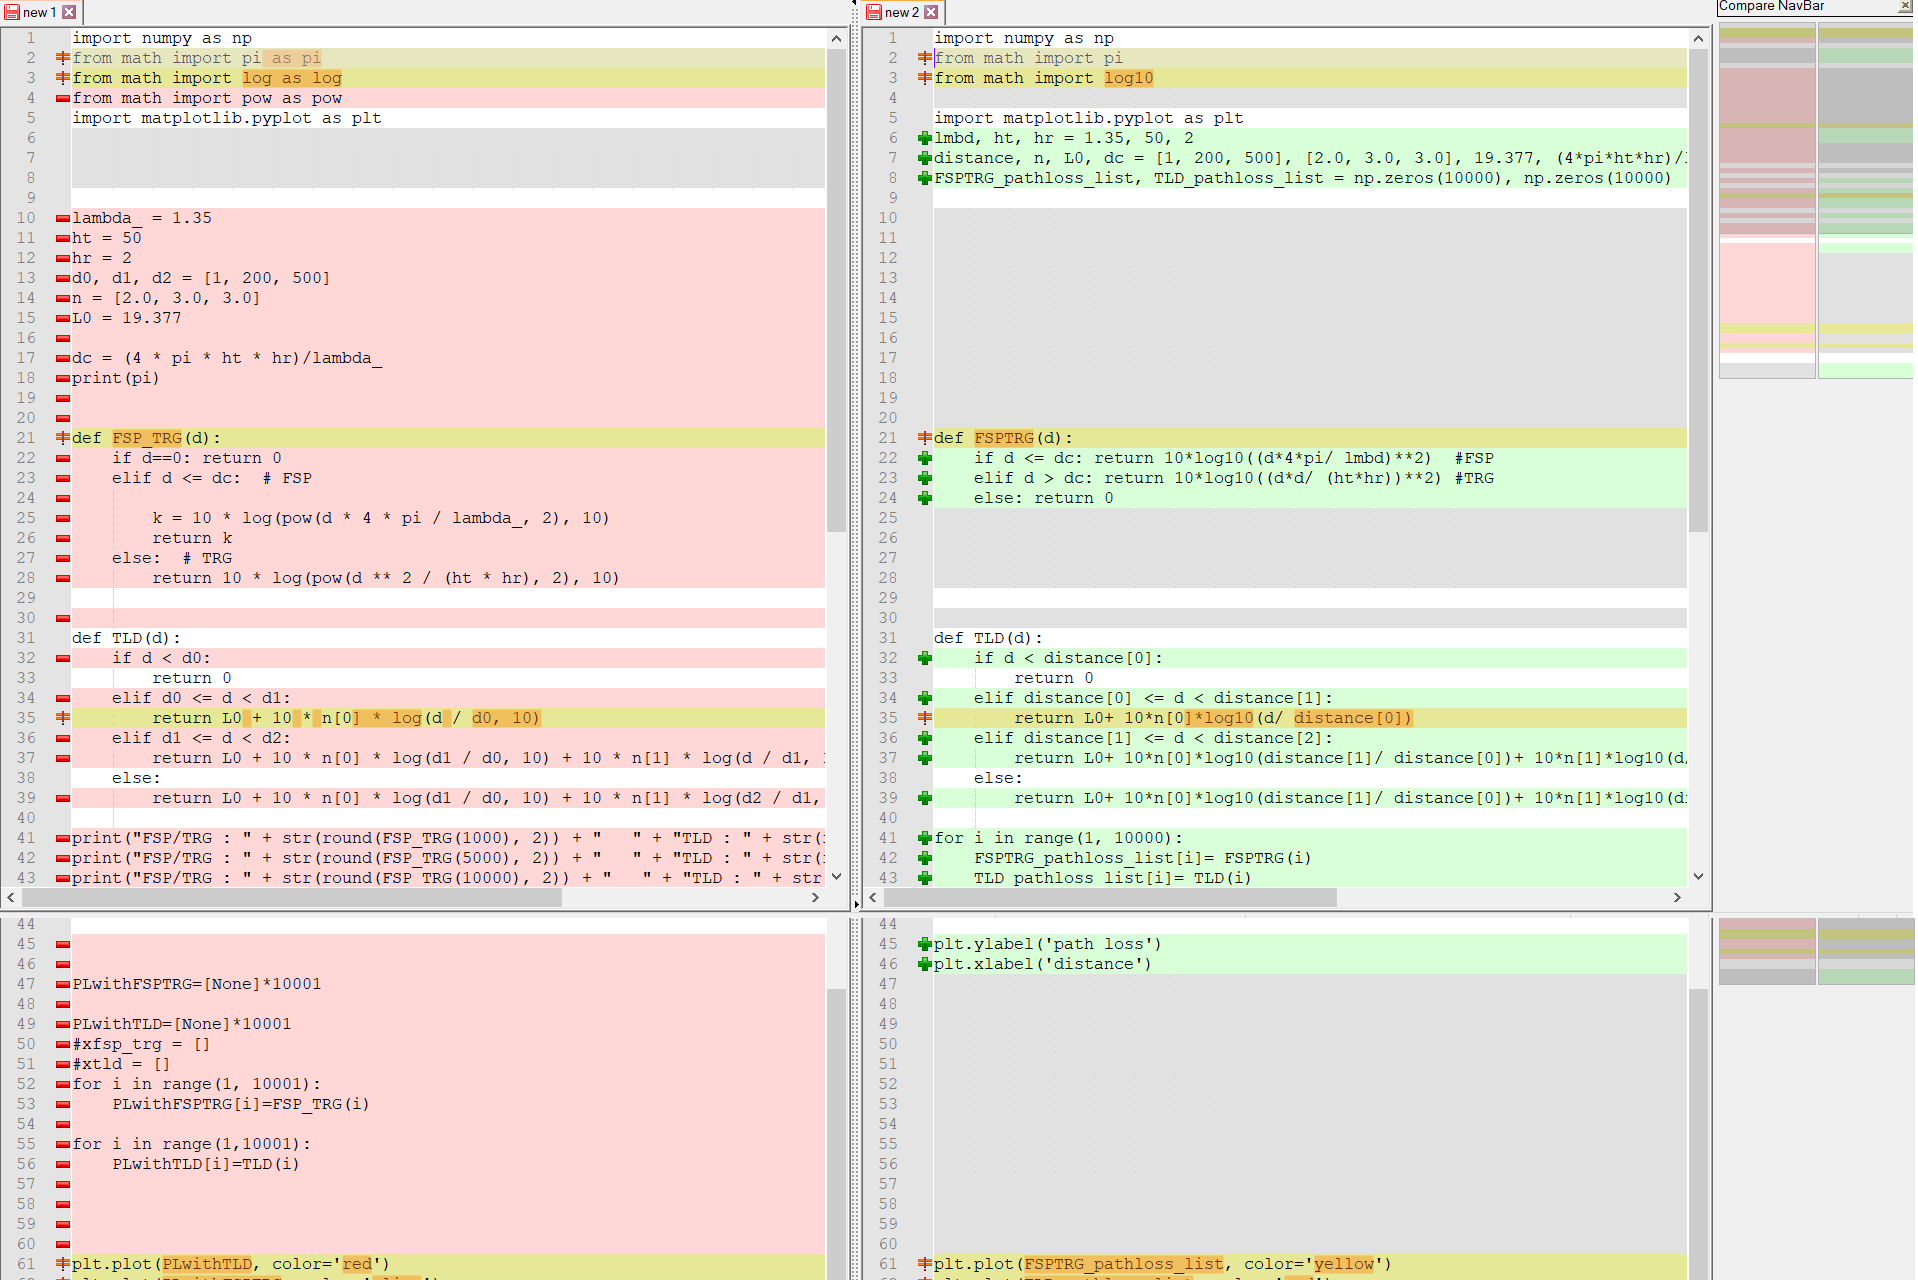 new 1
1 import numpy as np
2 from math import pi as pi
3 from math import log as log
4 from math import pow as pow
5 import matplotlib.pyplot as plt
6
7
8
9
10 lambda_ = 1.35
11 ht = 50
12 hr = 2
13 d0, d1, d2 = [1, 200, 500]
14 n = [2.0, 3.0, 3.0]
15 L0 = 19.377
16
17 dc = (4 * pi * ht * hr)/lambda_
18 print(pi)
19
20
21 def FSP_TRG(d):
22 if d==0: return 0
23 elif d <= dc:  # FSP
24
25 k = 10 * log(pow(d * 4 * pi / lambda_, 2), 10)
26 return k
27 else:  # TRG
28 return 10 * log(pow(d ** 2 / (ht * hr), 2), 10)
29
30
31 def TLD(d):
32 if d < d0:
33 return 0
34 elif d0 <= d < d1:
35 return L0 + 10 * n[0] * log(d / d0, 10)
36 elif d1 <= d < d2:
37 return L0 + 10 * n[0] * log(d1 / d0, 10) + 10 * n[1] * log(d / d1,
38 else:
39 return L0 + 10 * n[0] * log(d1 / d0, 10) + 10 * n[1] * log(d2 / d1,
40
41 print("FSP/TRG : " + str(round(FSP_TRG(1000), 2)) + "   " + "TLD : " + str(
42 print("FSP/TRG : " + str(round(FSP_TRG(5000), 2)) + "   " + "TLD : " + str(
43 print("FSP/TRG : " + str(round(FSP_TRG(10000), 2)) + "   " + "TLD : " + str
44
45
46
47 PLwithFSPTRG=[None]*10001
48
49 PLwithTLD=[None]*10001
50 #xfsp_trg = []
51 #xtld = []
52 for i in range(1, 10001):
53 PLwithFSPTRG[i]=FSP_TRG(i)
54
55 for i in range(1,10001):
56 PLwithTLD[i]=TLD(i)
57
58
59
60
61 plt.plot(PLwithTLD, color='red')
new 2
1 import numpy as np
2 from math import pi
3 from math import log10
4
5 import matplotlib.pyplot as plt
6 lmbd, ht, hr = 1.35, 50, 2
7 distance, n, L0, dc = [1, 200, 500], [2.0, 3.0, 3.0], 19.377, (4*pi*ht*hr)/
8 FSPTRG_pathloss_list, TLD_pathloss_list = np.zeros(10000), np.zeros(10000)
9
10
11
12
13
14
15
16
17
18
19
20
21 def FSPTRG(d):
22 if d <= dc: return 10*log10((d*4*pi/ lmbd)**2)  #FSP
23 elif d > dc: return 10*log10((d*d/ (ht*hr))**2) #TRG
24 else: return 0
25
26
27
28
29
30
31 def TLD(d):
32 if d < distance[0]:
33 return 0
34 elif distance[0] <= d < distance[1]:
35 return L0+ 10*n[0]*log10(d/ distance[0])
36 elif distance[1] <= d < distance[2]:
37 return L0+ 10*n[0]*log10(distance[1]/ distance[0])+ 10*n[1]*log10(d/
38 else:
39 return L0+ 10*n[0]*log10(distance[1]/ distance[0])+ 10*n[1]*log10(di
40
41 for i in range(1, 10000):
42 FSPTRG_pathloss_list[i]= FSPTRG(i)
43 TLD_pathloss_list[i]= TLD(i)
44
45 plt.ylabel('path loss')
46 plt.xlabel('distance')
47
48
49
50
51
52
53
54
55
56
57
58
59
60
61 plt.plot(FSPTRG_pathloss_list, color='yellow')
Compare NavBar